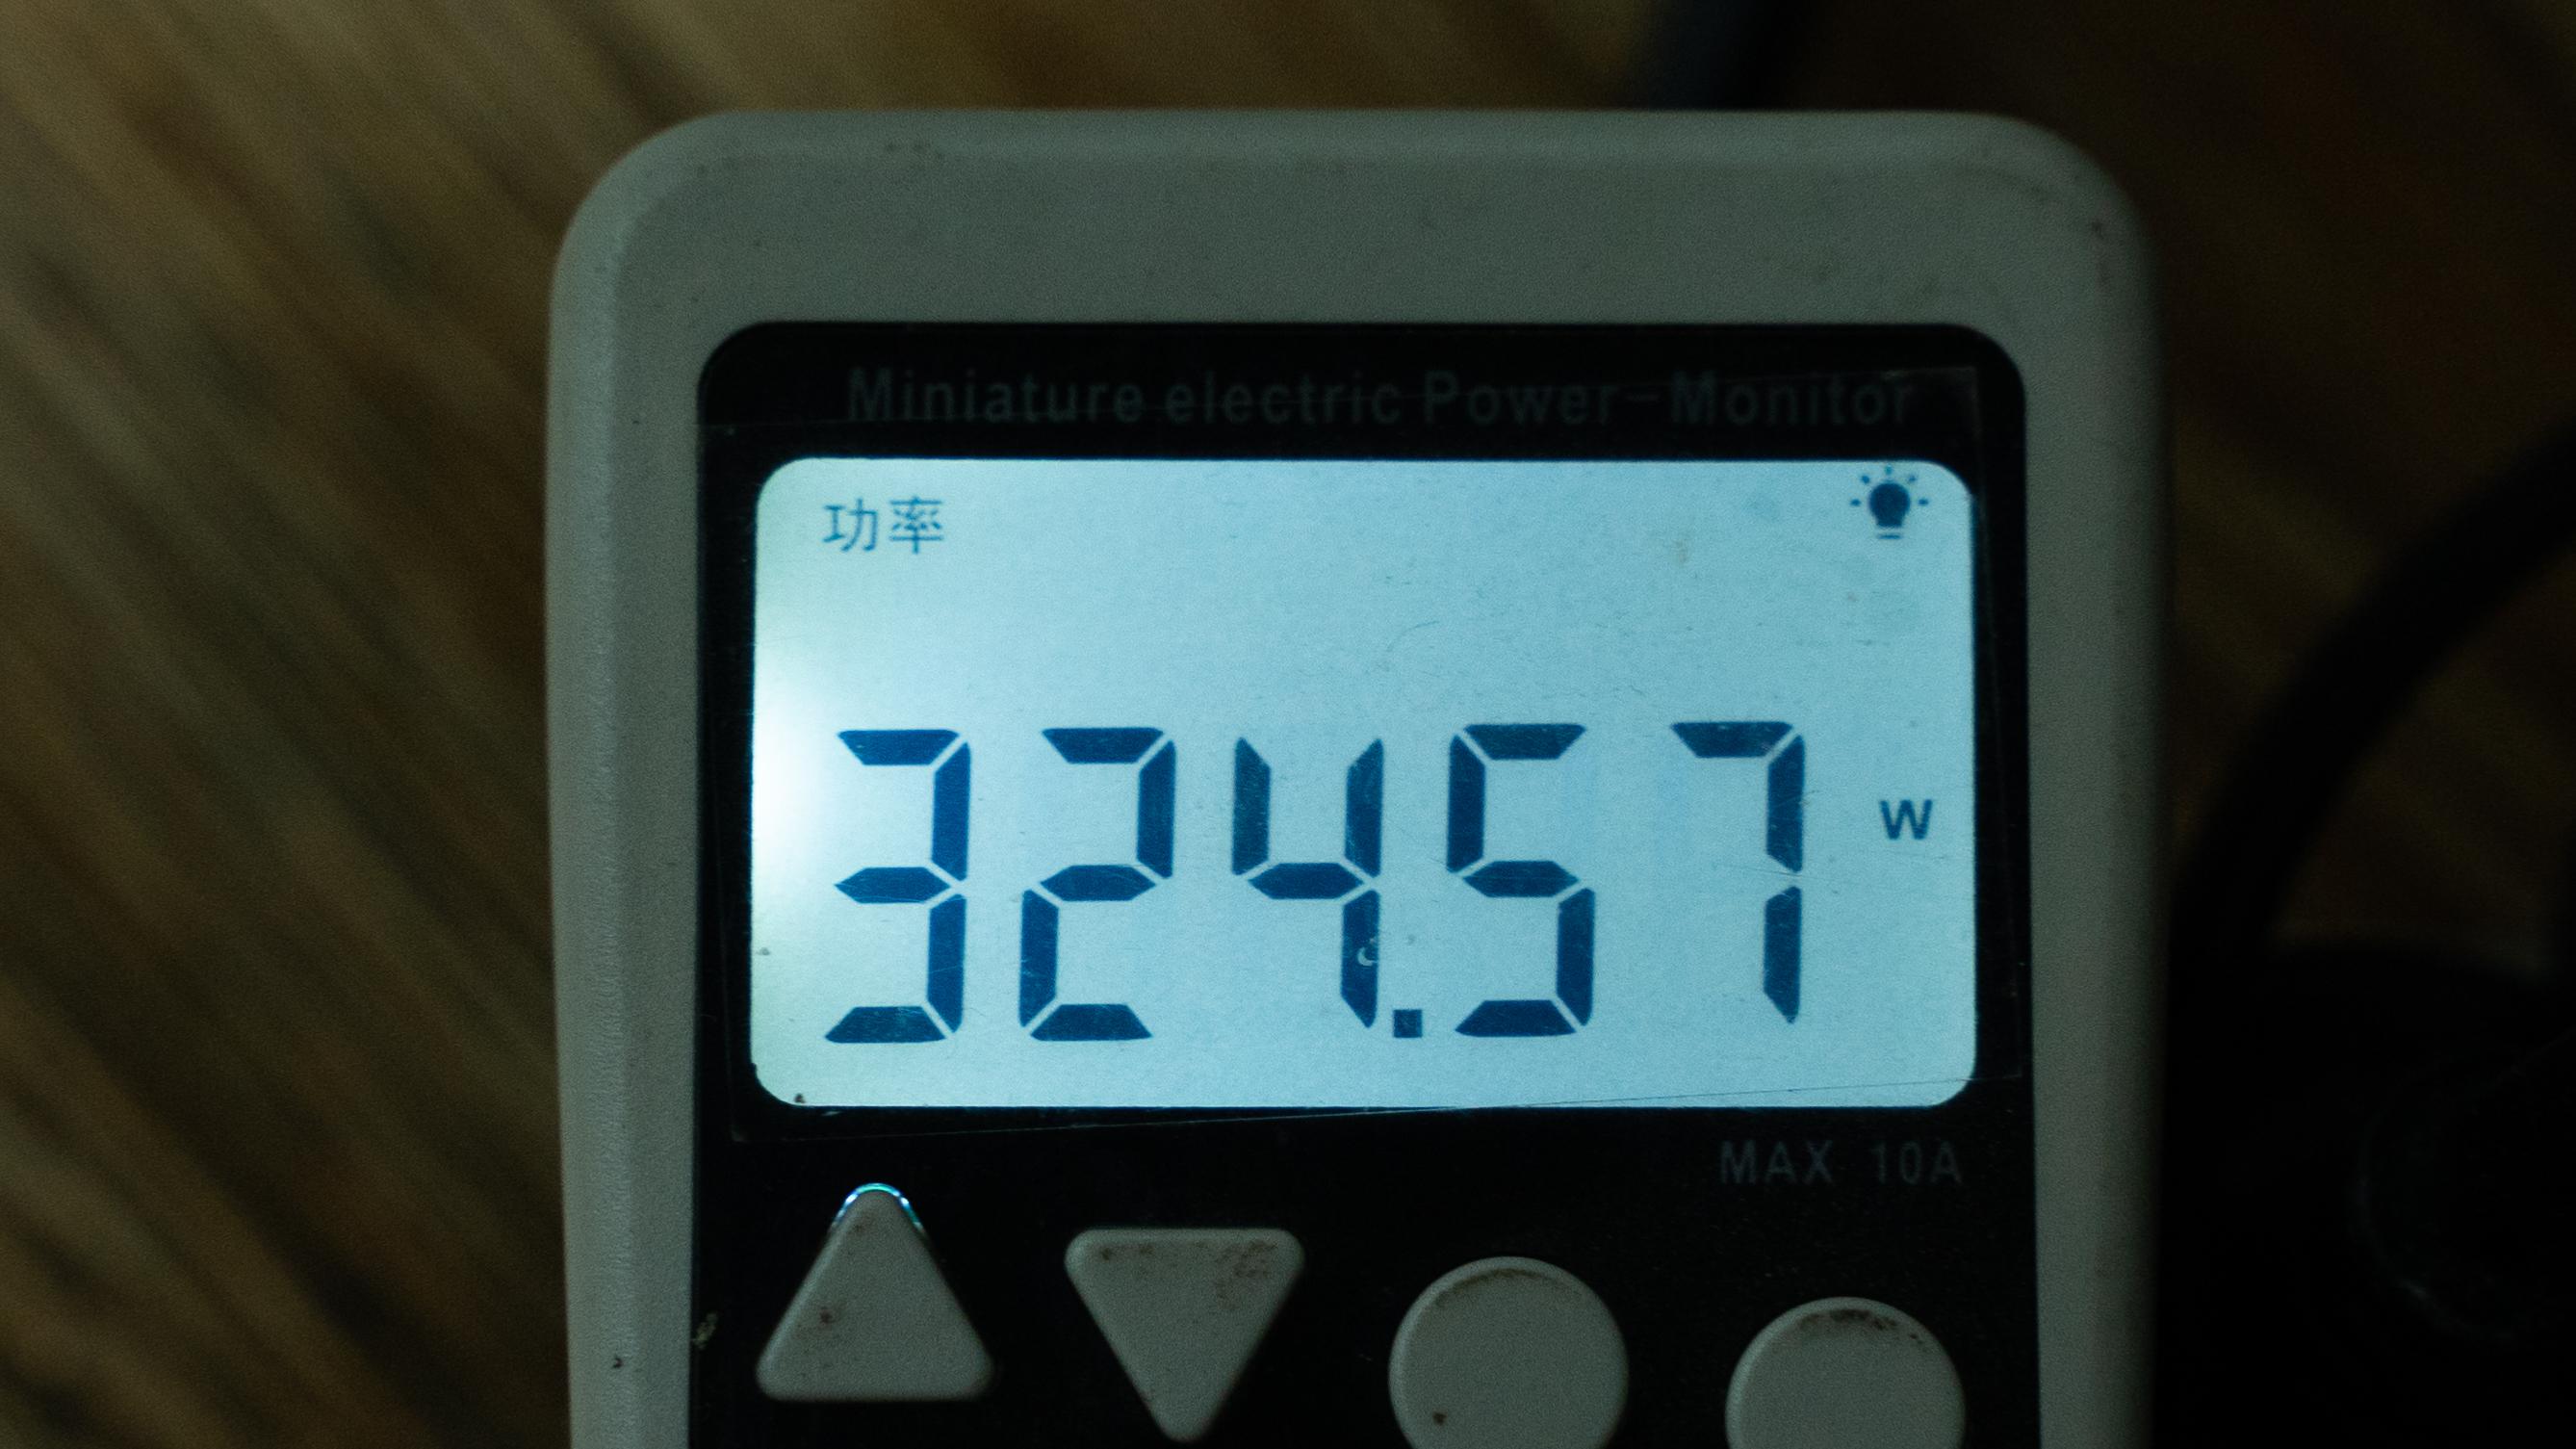 Miniature electric Power-Monitor
功率
324.57 W
MAX 10A